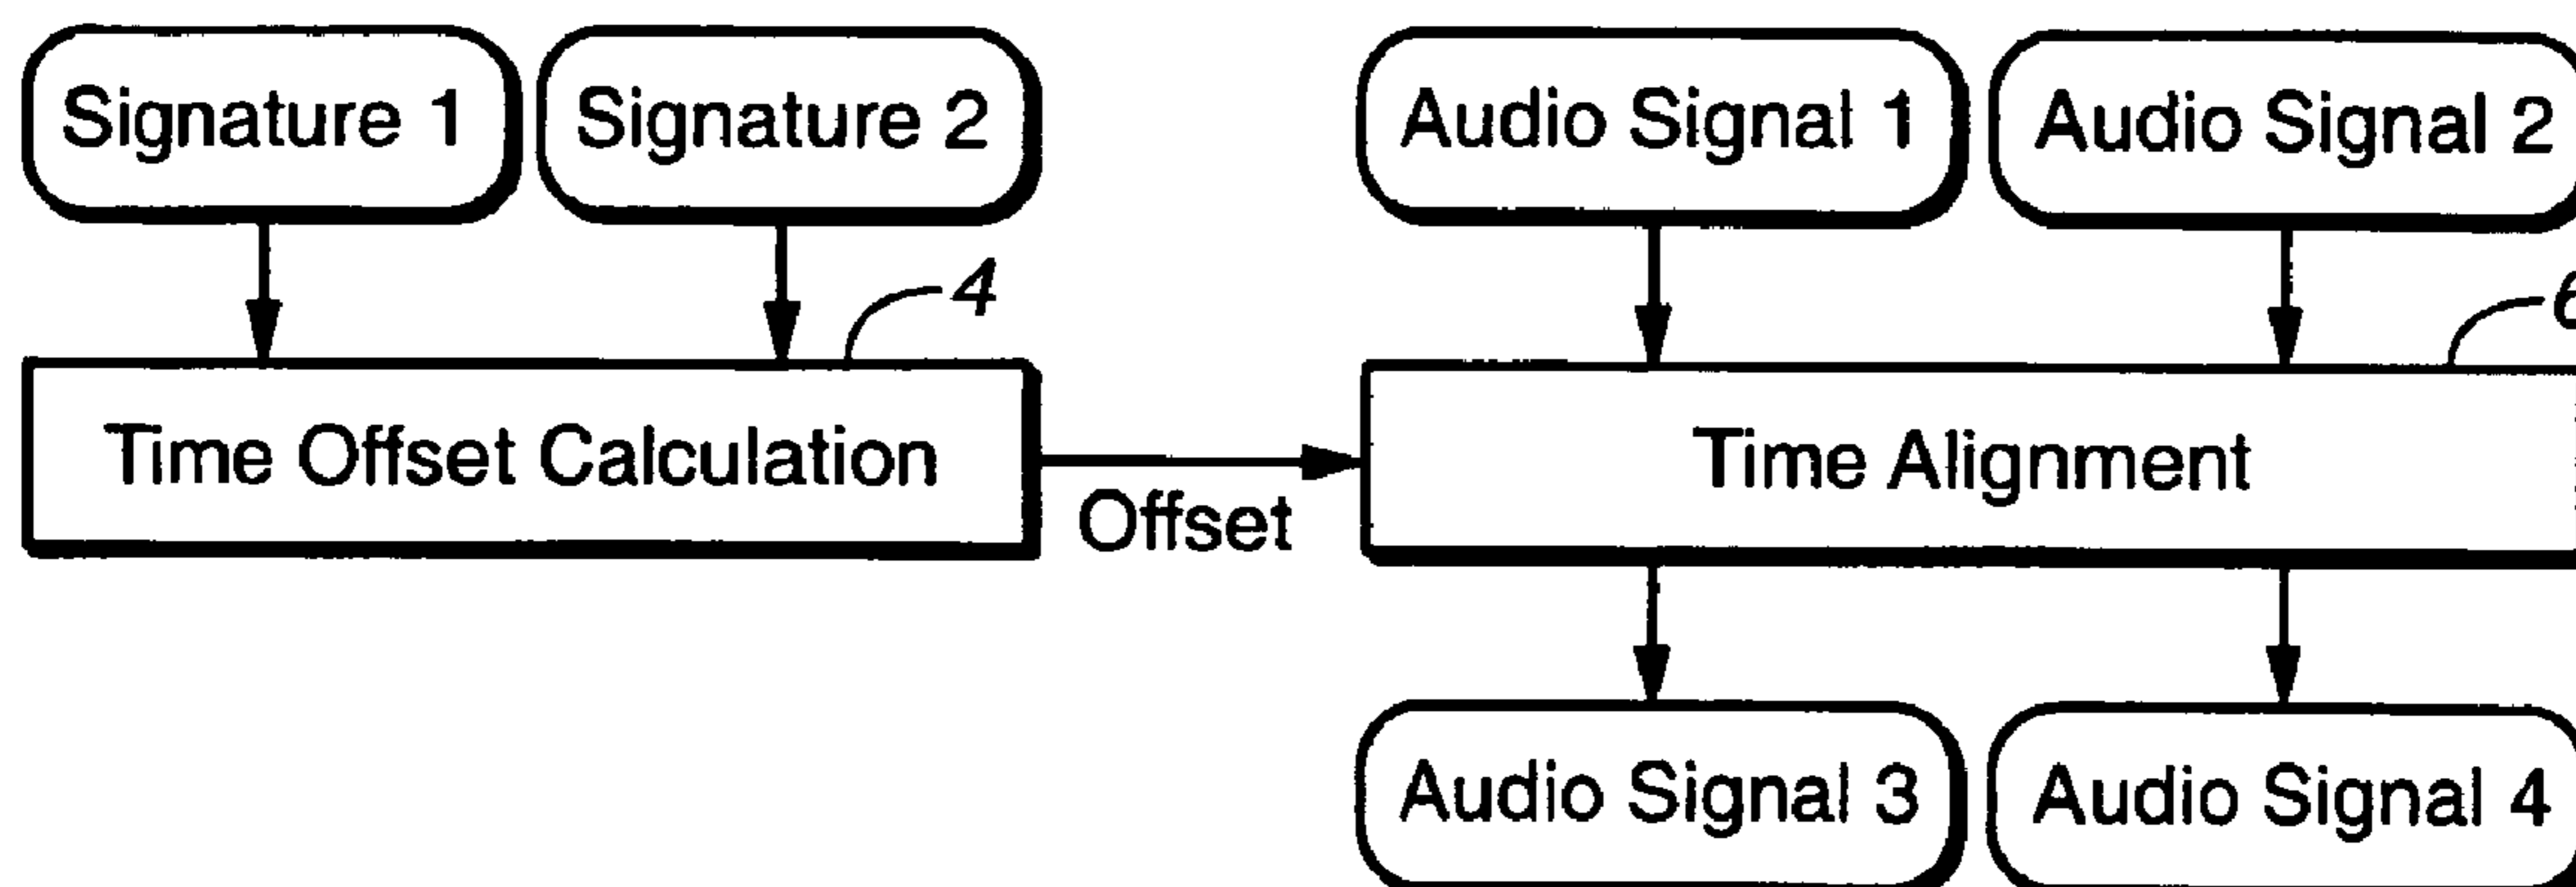 Signature 1
Signature 2
Audio Signal 1
Audio Signal 2
4
6
Time Offset Calculation
Offset
Time Alignment
Audio Signal 3
Audio Signal 4